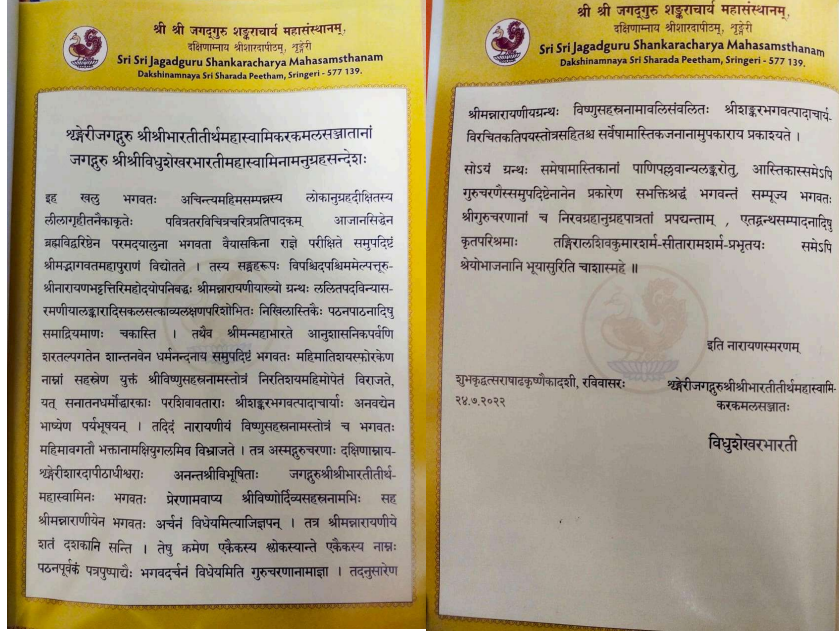 श्री श्री जगद्गुरु शङ्कराचार्य महासंस्थानम्,
दक्षिणाम्नाय श्रीशारदापीठम्, शृङ्गेरी
Sri Sri Jagadguru Shankaracharya Mahasamsthanam
Dakshinamnaya Sri Sharada Peetham, Sringeri - 577 139.
शृङ्गेरीजगद्गुरु श्रीश्रीभारतीतीर्थमहास्वामिकरकमलसञ्जातानां
जगद्गुरु श्रीश्रीविधुशेखरभारतीमहास्वामिनामनुग्रहसन्देशः
इह खलु भगवतः अचिन्त्यमहिमसम्पन्नस्य लोकानुग्रहदीक्षितस्य
लीलागृहीतनैकाकृतेः पवित्रतरविचित्रचरित्रप्रतिपादकम् आजानसिद्धेन
ब्रह्मविद्वरिष्ठेन परमदयालुना भगवता वैयासकिना राज्ञे परीक्षिते समुपदिष्टं
श्रीमद्भागवतमहापुराणं विद्योतते । तस्य सङ्ग्रहरूपः विपश्चिदपश्चिममेल्पत्तूरु-
श्रीनारायणभट्टत्तिरिमहोदयोपनिबद्धः श्रीमन्नारायणीयाख्यो ग्रन्थः ललितपदविन्यास-
रमणीयालङ्कारादिसकलसत्काव्यलक्षणपरिशोभितः निखिलास्तिकैः पठनपाठनादिषु
समाद्रियमाणः चकास्ति । तथैव श्रीमन्महाभारते आनुशासनिकपर्वणि
शरतल्पगतेन शान्तनवेन धर्मनन्दनाय समुपदिष्टं भगवतः महिमातिशयस्फोरकेण
नाम्नां सहस्रेण युक्तं श्रीविष्णुसहस्रनामस्तोत्रं निरतिशयमहिमोपेतं विराजते,
यत् सनातनधर्मोद्धारकाः परशिवावताराः श्रीशङ्करभगवत्पादाचार्याः अनवद्येन
भाष्येण पर्यभूषयन् । तदिदं नारायणीयं विष्णुसहस्रनामस्तोत्रं च भगवतः
महिमावगतौ भक्तानामक्षियुगलमिव विभ्राजते । तत्र अस्मद्गुरुचरणाः दक्षिणाम्नाय-
शृङ्गेरीशारदापीठाधीश्वराः अनन्तश्रीविभूषिताः जगद्गुरुश्रीश्रीभारतीतीर्थ-
महास्वामिनः भगवतः प्रेरणामवाप्य श्रीविष्णोर्दिव्यसहस्रनामभिः सह
श्रीमन्नाराणीयेन भगवतः अर्चनं विधेयमित्याजिज्ञपन् । तत्र श्रीमन्नारायणीये
शतं दशकानि सन्ति । तेषु क्रमेण एकैकस्य श्लोकस्यान्ते एकैकस्य नाम्नः
पठनपूर्वकं पत्रपुष्पाद्यैः भगवदर्चनं विधेयमिति गुरुचरणानामाज्ञा । तदनुसारेण
श्री श्री जगद्गुरु शङ्कराचार्य महासंस्थानम्,
दक्षिणाम्नाय श्रीशारदापीठम्, शृङ्गेरी
Sri Sri Jagadguru Shankaracharya Mahasamsthanam
Dakshinamnaya Sri Sharada Peetham, Sringeri - 577 139.
श्रीमन्नारायणीयग्रन्थः विष्णुसहस्रनामावलिसंवलितः श्रीशङ्करभगवत्पादाचार्य-
विरचितकतिपयस्तोत्रसहितश्च सर्वेषामास्तिकजनानामुपकाराय प्रकाश्यते ।
सोऽयं ग्रन्थः समेषामास्तिकानां पाणिपल्लवान्यलङ्करोतु, आस्तिकास्समेऽपि
गुरुचरणैस्समुपदिष्टेनानेन प्रकारेण सभक्तिश्रद्धं भगवन्तं सम्पूज्य भगवतः
श्रीगुरुचरणानां च निरवग्रहानुग्रहपात्रतां प्रपद्यन्ताम् , एतद्ग्रन्थसम्पादनादिषु
कृतपरिश्रमाः तङ्गिरालशिवकुमारशर्म-सीतारामशर्म-प्रभृतयः समेऽपि
श्रेयोभाजनानि भूयासुरिति चाशास्महे ॥
इति नारायणस्मरणम्
शुभकृद्वत्सराषाढकृष्णैकादशी, रविवासरः
२४.७.२०२२
शृङ्गेरीजगद्गुरुश्रीश्रीभारतीतीर्थमहास्वामि-
करकमलसञ्जातः
विधुशेखरभारती